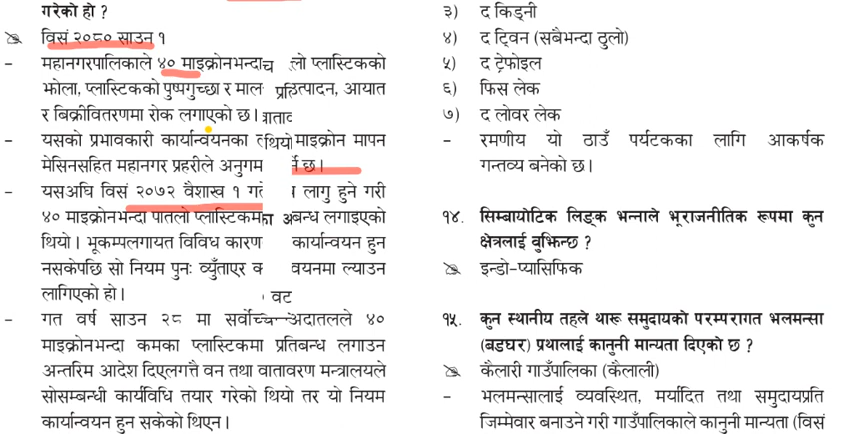 गरेको हो ?
विसं २०८० साउन १
- महानगरपालिकाले ४० माइक्रोनभन्दा लो प्लास्टिकको
झोला, प्लास्टिकको पुष्पगुच्छा र माल उत्पादन, आयात
र बिक्रीवितरणमा रोक लगाएको छ।
- यसको प्रभावकारी कार्यान्वयनका माइक्रोन मापन
मेसिनसहित महानगर प्रहरीले अनुगम छ।
- यसअघि विसं २०७२ वैशाख १ गते लागु हुने गरी
४० माइक्रोनभन्दा पातलो प्लास्टिकमा बन्ध लगाइएको
थियो। भूकम्पलगायत विविध कारण कार्यान्वयन हुन
नसकेपछि सो नियम पुनः व्युँताएर क वयनमा ल्याउन
लागिएको हो। वट
- गत वर्ष साउन २८ मा सर्वोच्च अदातलले ४०
माइक्रोनभन्दा कमका प्लास्टिकमा प्रतिबन्ध लगाउन
अन्तरिम आदेश दिएलगत्तै वन तथा वातावरण मन्त्रालयले
सोसम्बन्धी कार्यविधि तयार गरेको थियो तर यो नियम
कार्यान्वयन हुन सकेको थिएन।
३) द किड्नी
४) द ट्विन (सबैभन्दा ठुलो)
५) द ट्रेफोइल
६) फिस लेक
७) द लोवर लेक
- रमणीय यो ठाउँ पर्यटकका लागि आकर्षक
गन्तव्य बनेको छ।
१४. सिम्बायोटिक लिङ्क भन्नाले भूराजनीतिक रूपमा कुन
क्षेत्रलाई बुझिन्छ ?
इन्डो-प्यासिफिक
१५. कुन स्थानीय तहले थारू समुदायको परम्परागत भलमन्सा
(बडघर) प्रथालाई कानुनी मान्यता दिएको छ ?
कैलारी गाउँपालिका (कैलाली)
- भलमन्सालाई व्यवस्थित, मर्यादित तथा समुदायप्रति
जिम्मेवार बनाउने गरी गाउँपालिकाले कानुनी मान्यता (विसं